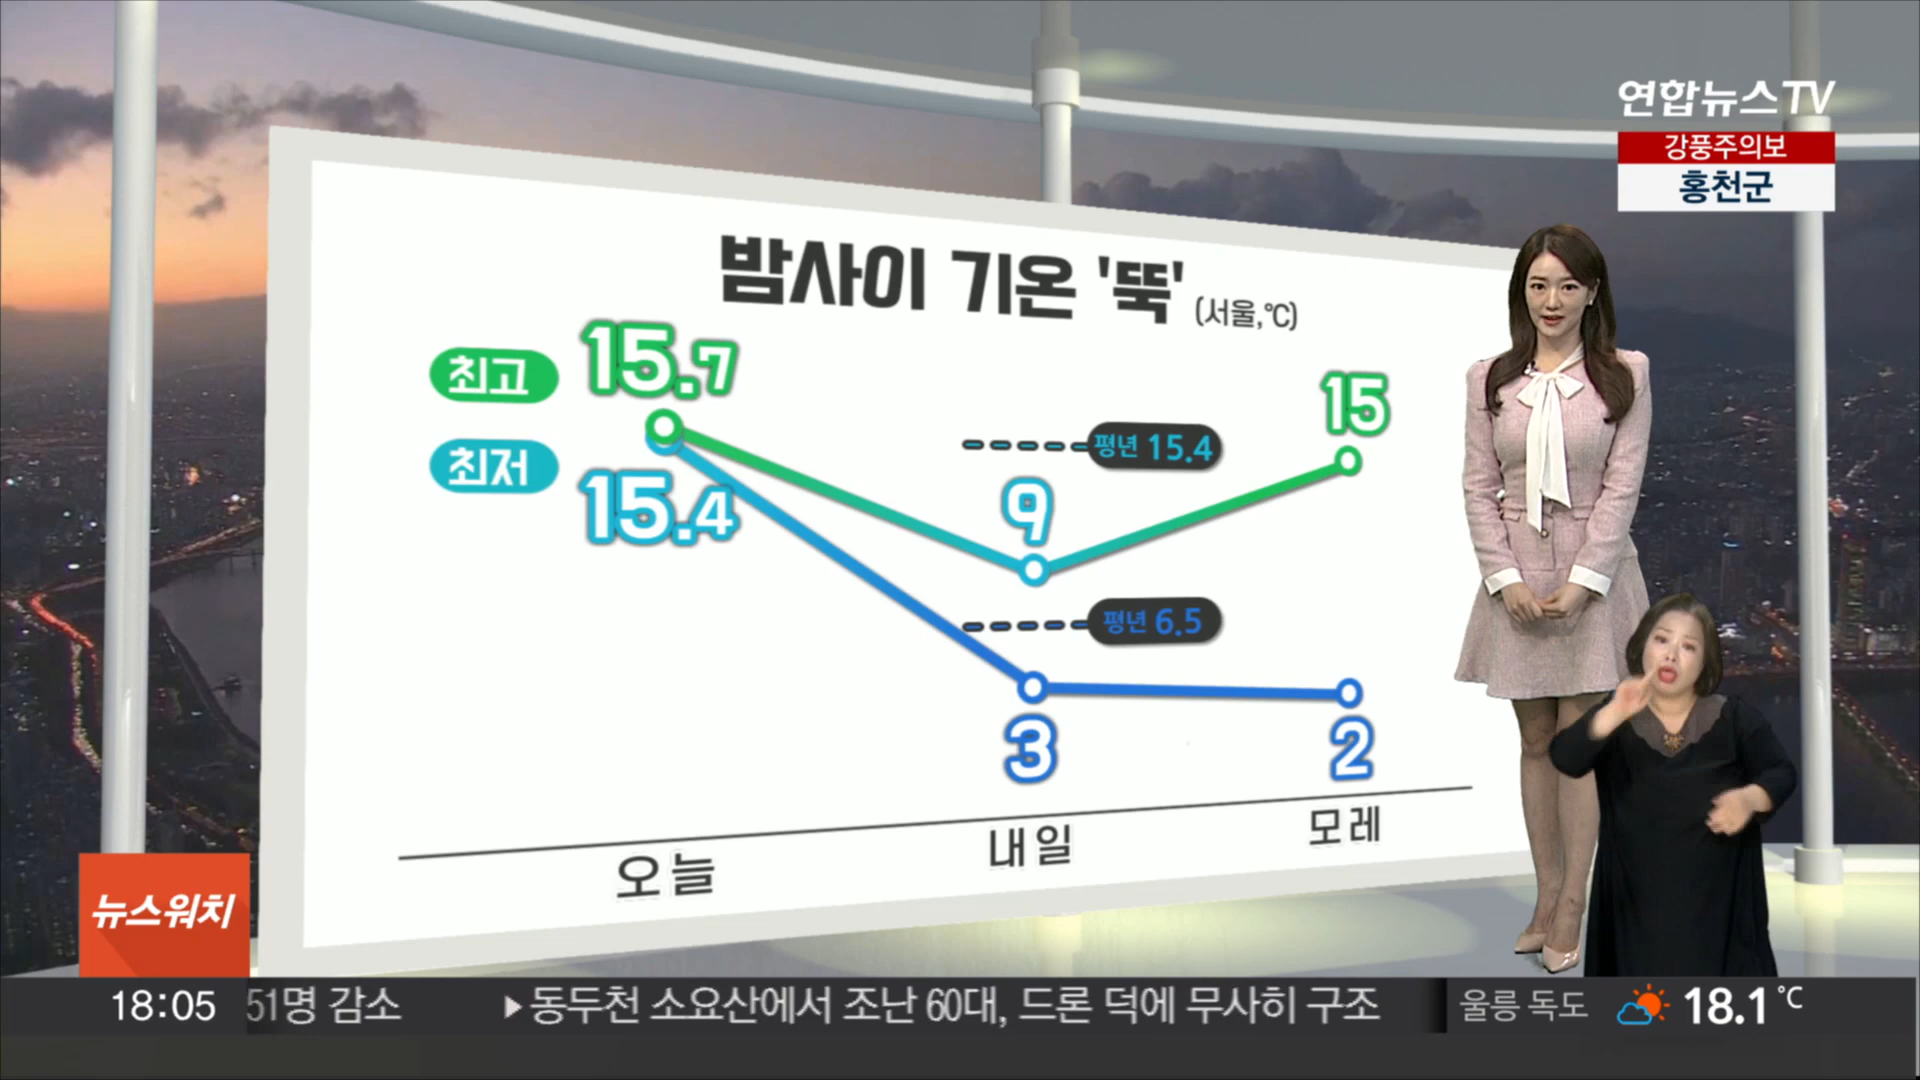 연합뉴스TV
강풍주의보
홍천군
밤사이 기온 '뚝' (서울,℃)
최고 15.7
15
평년 15.4
최저
15.4
9
평년 6.5
3
2
오늘 내일 모레
뉴스워치
18:05 51명 감소 ▶동두천 소요산에서 조난 60대, 드론 덕에 무사히 구조 울릉 독도 18.1℃